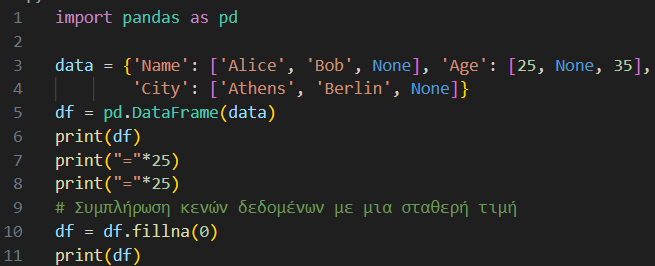 1 import pandas as pd
2
3 data = {'Name': ['Alice', 'Bob', None], 'Age': [25, None, 35],
4         'City': ['Athens', 'Berlin', None]}
5 df = pd.DataFrame(data)
6 print(df)
7 print("="*25)
8 print("="*25)
9 # Συμπλήρωση κενών δεδομένων με μια σταθερή τιμή
10 df = df.fillna(0)
11 print(df)